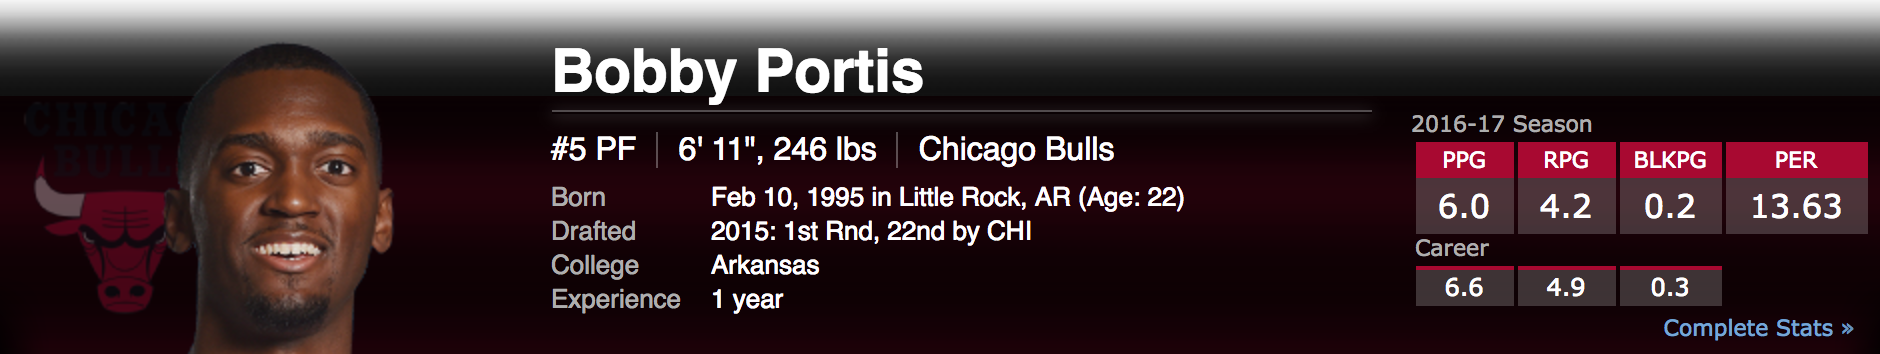 CHICAGO
BULLS
Bobby Portis
#5 PF 6' 11", 246 lbs Chicago Bulls
Born Feb 10, 1995 in Little Rock, AR (Age: 22)
Drafted 2015: 1st Rnd, 22nd by CHI
College Arkansas
Experience 1 year
2016-17 Season
PPG RPG BLKPG PER
6.0 4.2 0.2 13.63
Career
6.6 4.9 0.3
Complete Stats »